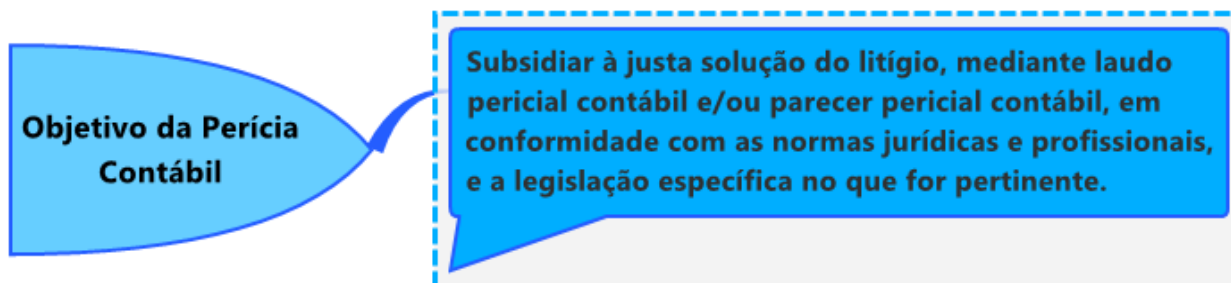 Objetivo da Perícia
Contábil
Subsidiar à justa solução do litígio, mediante laudo
pericial contábil e/ou parecer pericial contábil, em
conformidade com as normas jurídicas e profissionais,
e a legislação específica no que for pertinente.